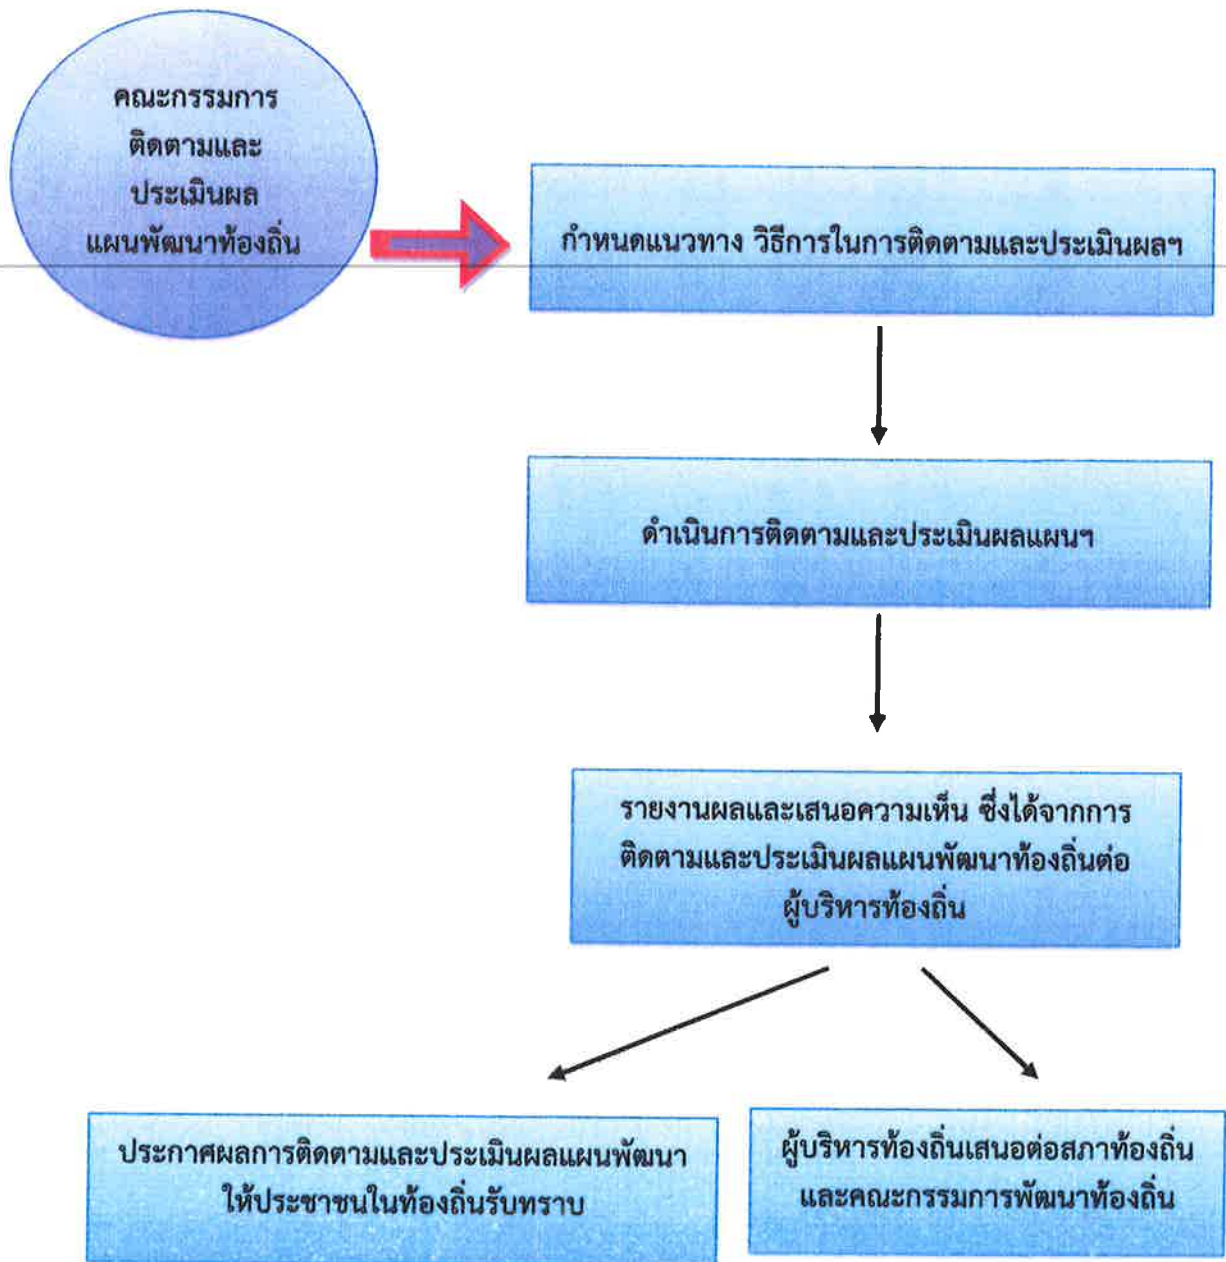 คณะกรรมการ
ติดตามและ
ประเมินผล
แผนพัฒนาท้องถิ่น
กำหนดแนวทาง วิธีการในการติดตามและประเมินผลฯ
ดำเนินการติดตามและประเมินผลแผนฯ
รายงานผลและเสนอความเห็น ซึ่งได้จากการ
ติดตามและประเมินผลแผนพัฒนาท้องถิ่นต่อ
ผู้บริหารท้องถิ่น
ประกาศผลการติดตามและประเมินผลแผนพัฒนา
ให้ประชาชนในท้องถิ่นรับทราบ
ผู้บริหารท้องถิ่นเสนอต่อสภาท้องถิ่น
และคณะกรรมการพัฒนาท้องถิ่น